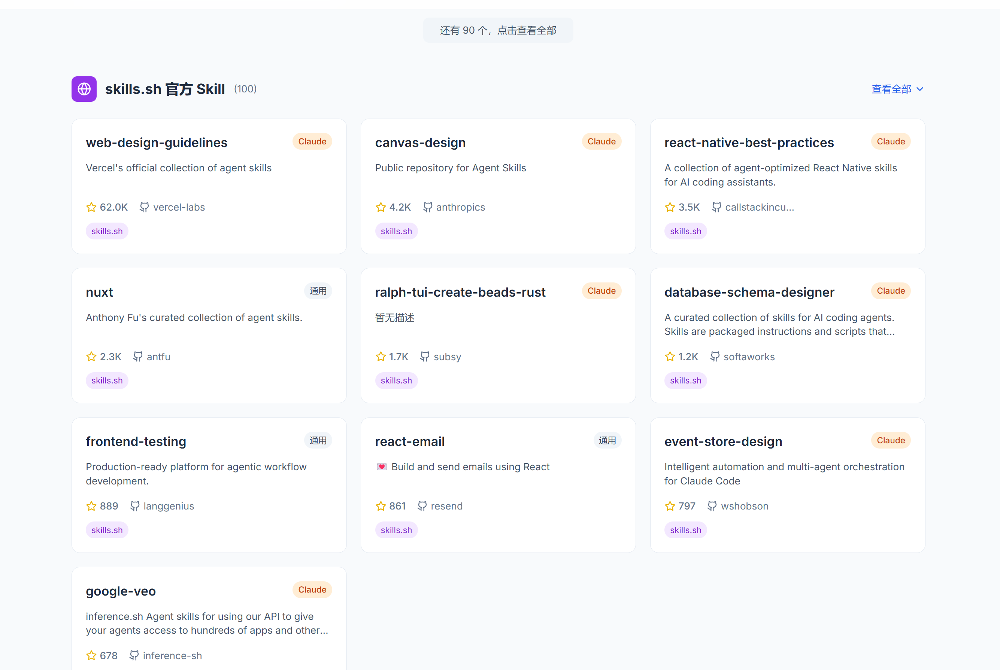 还有 90 个，点击查看全部
skills.sh 官方 Skill (100)
查看全部
web-design-guidelines
Claude
Vercel's official collection of agent skills
62.0K vercel-labs
skills.sh
canvas-design
Claude
Public repository for Agent Skills
4.2K anthropics
skills.sh
react-native-best-practices
Claude
A collection of agent-optimized React Native skills
for AI coding assistants.
3.5K callstackincu...
skills.sh
nuxt
通用
Anthony Fu's curated collection of agent skills.
2.3K antfu
skills.sh
ralph-tui-create-beads-rust
Claude
暂无描述
1.7K subsy
skills.sh
database-schema-designer
Claude
A curated collection of skills for AI coding agents.
Skills are packaged instructions and scripts that...
1.2K softaworks
skills.sh
frontend-testing
通用
Production-ready platform for agentic workflow
development.
889 langgenius
skills.sh
react-email
通用
💌 Build and send emails using React
861 resend
skills.sh
event-store-design
Claude
Intelligent automation and multi-agent orchestration
for Claude Code
797 wshobson
skills.sh
google-veo
Claude
inference.sh Agent skills for using our API to give
your agents access to hundreds of apps and other...
678 inference-sh